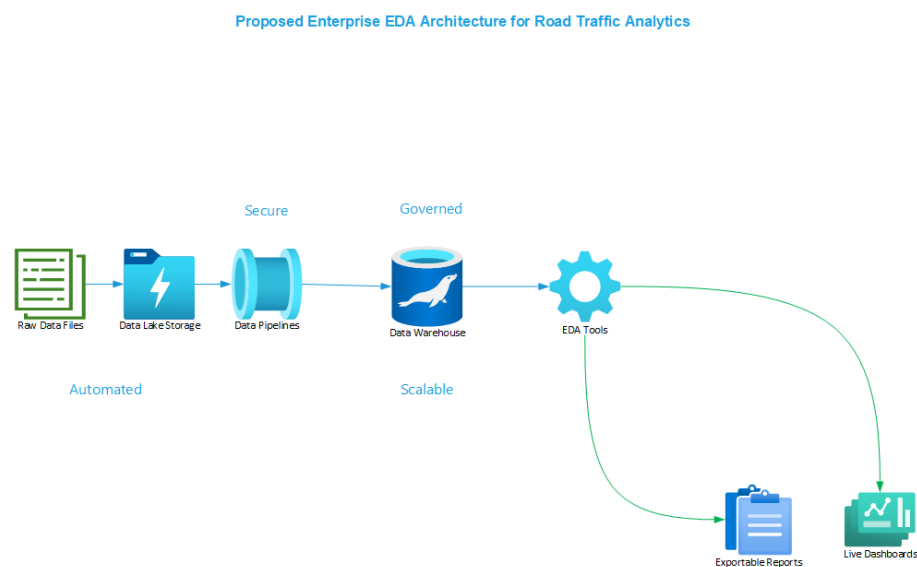 Proposed Enterprise EDA Architecture for Road Traffic Analytics
Secure
Governed
Raw Data Files
Data Lake Storage
Data Pipelines
Data Warehouse
EDA Tools
Automated
Scalable
Exportable Reports
Live Dashboards